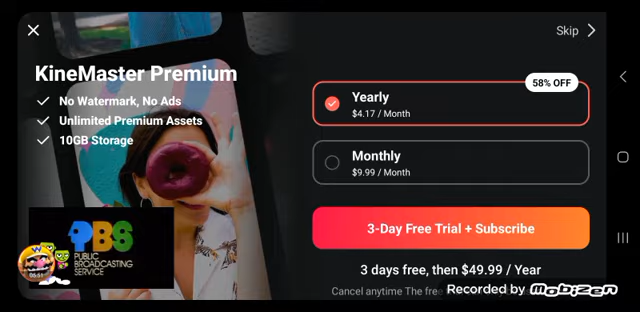 Skip
KineMaster Premium
No Watermark, No Ads
Unlimited Premium Assets
10GB Storage
58% OFF
Yearly
$4.17 / Month
Monthly
$9.99 / Month
3-Day Free Trial + Subscribe
3 days free, then $49.99 / Year
Cancel anytime The free
Recorded by Mobizen
PBS
PUBLIC
BROADCASTING
SERVICE